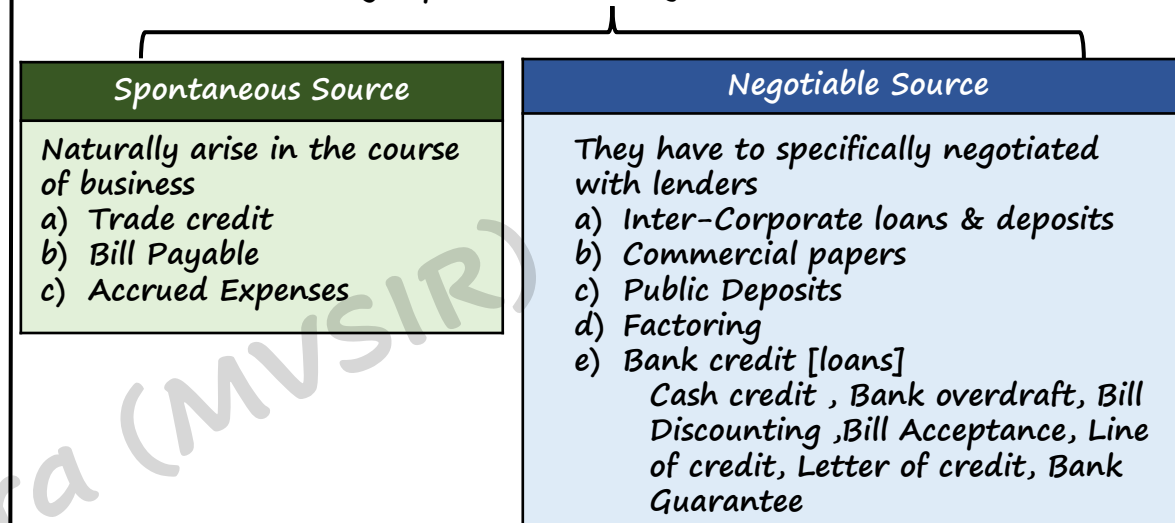 Spontaneous Source
Naturally arise in the course
of business
a) Trade credit
b) Bill Payable
c) Accrued Expenses
Negotiable Source
They have to specifically negotiated
with lenders
a) Inter-Corporate loans & deposits
b) Commercial papers
c) Public Deposits
d) Factoring
e) Bank credit [loans]
Cash credit , Bank overdraft, Bill
Discounting ,Bill Acceptance, Line
of credit, Letter of credit, Bank
Guarantee
(MVSIR)